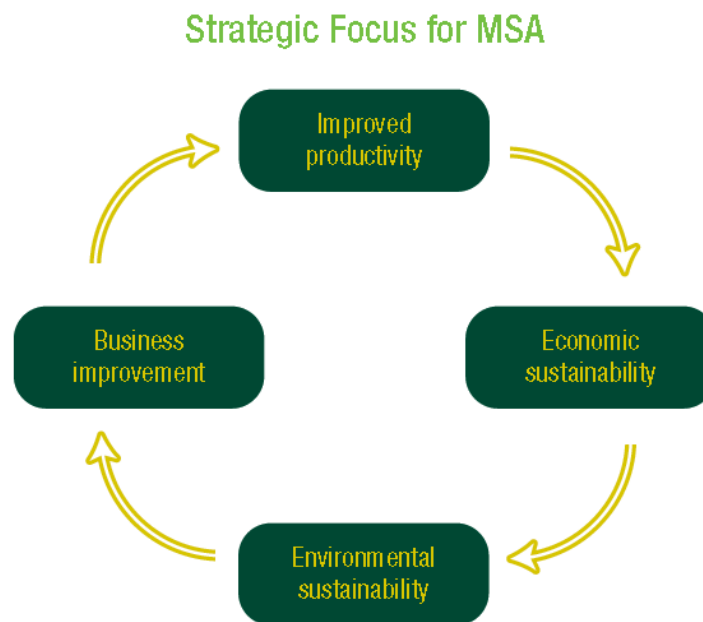 Strategic Focus for MSA
Improved
productivity
Business
improvement
Economic
sustainability
Environmental
sustainability